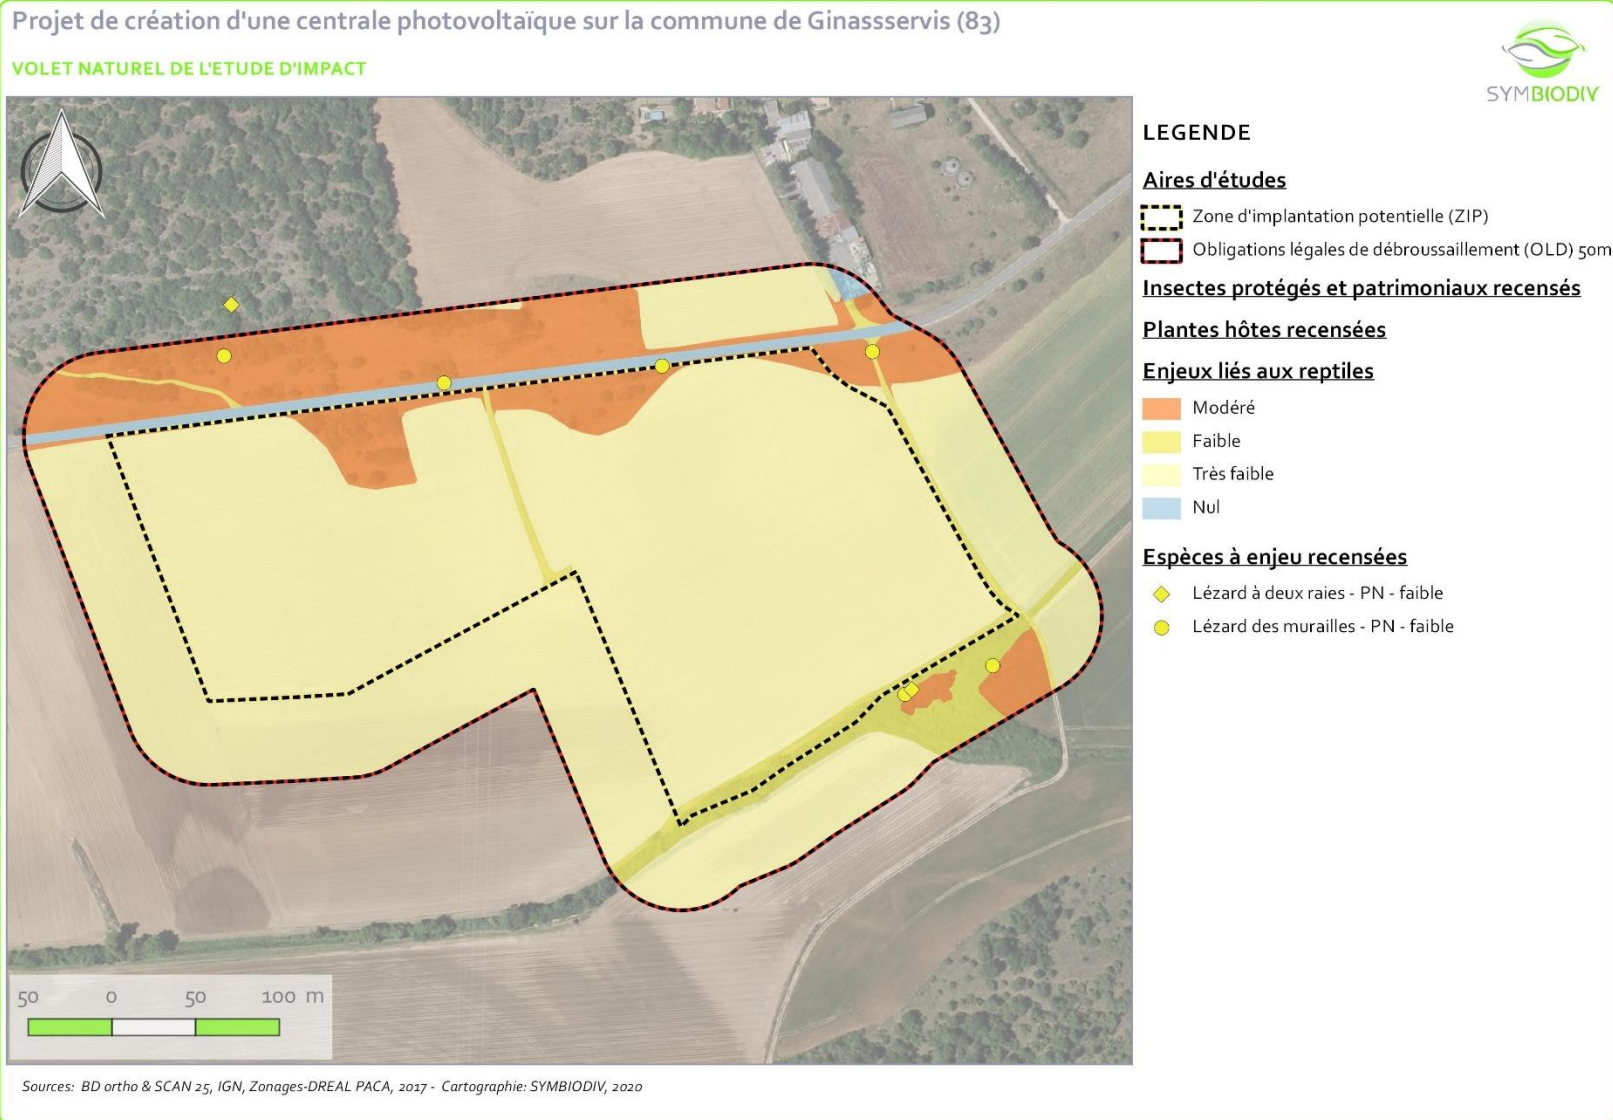 Projet de création d'une centrale photovoltaïque sur la commune de Ginassservis (83)
VOLET NATUREL DE L'ETUDE D'IMPACT
SYMBIODIV
LEGENDE
Aires d'études
Zone d'implantation potentielle (ZIP)
Obligations légales de débroussaillement (OLD) 50m
Insectes protégés et patrimoniaux recensés
Plantes hôtes recensées
Enjeux liés aux reptiles
Modéré
Faible
Très faible
Nul
Espèces à enjeu recensées
Lézard à deux raies - PN - faible
Lézard des murailles - PN - faible
50 0 50 100 m
Sources: BD ortho & SCAN 25, IGN, Zonages-DREAL PACA, 2017 - Cartographie: SYMBIODIV, 2020